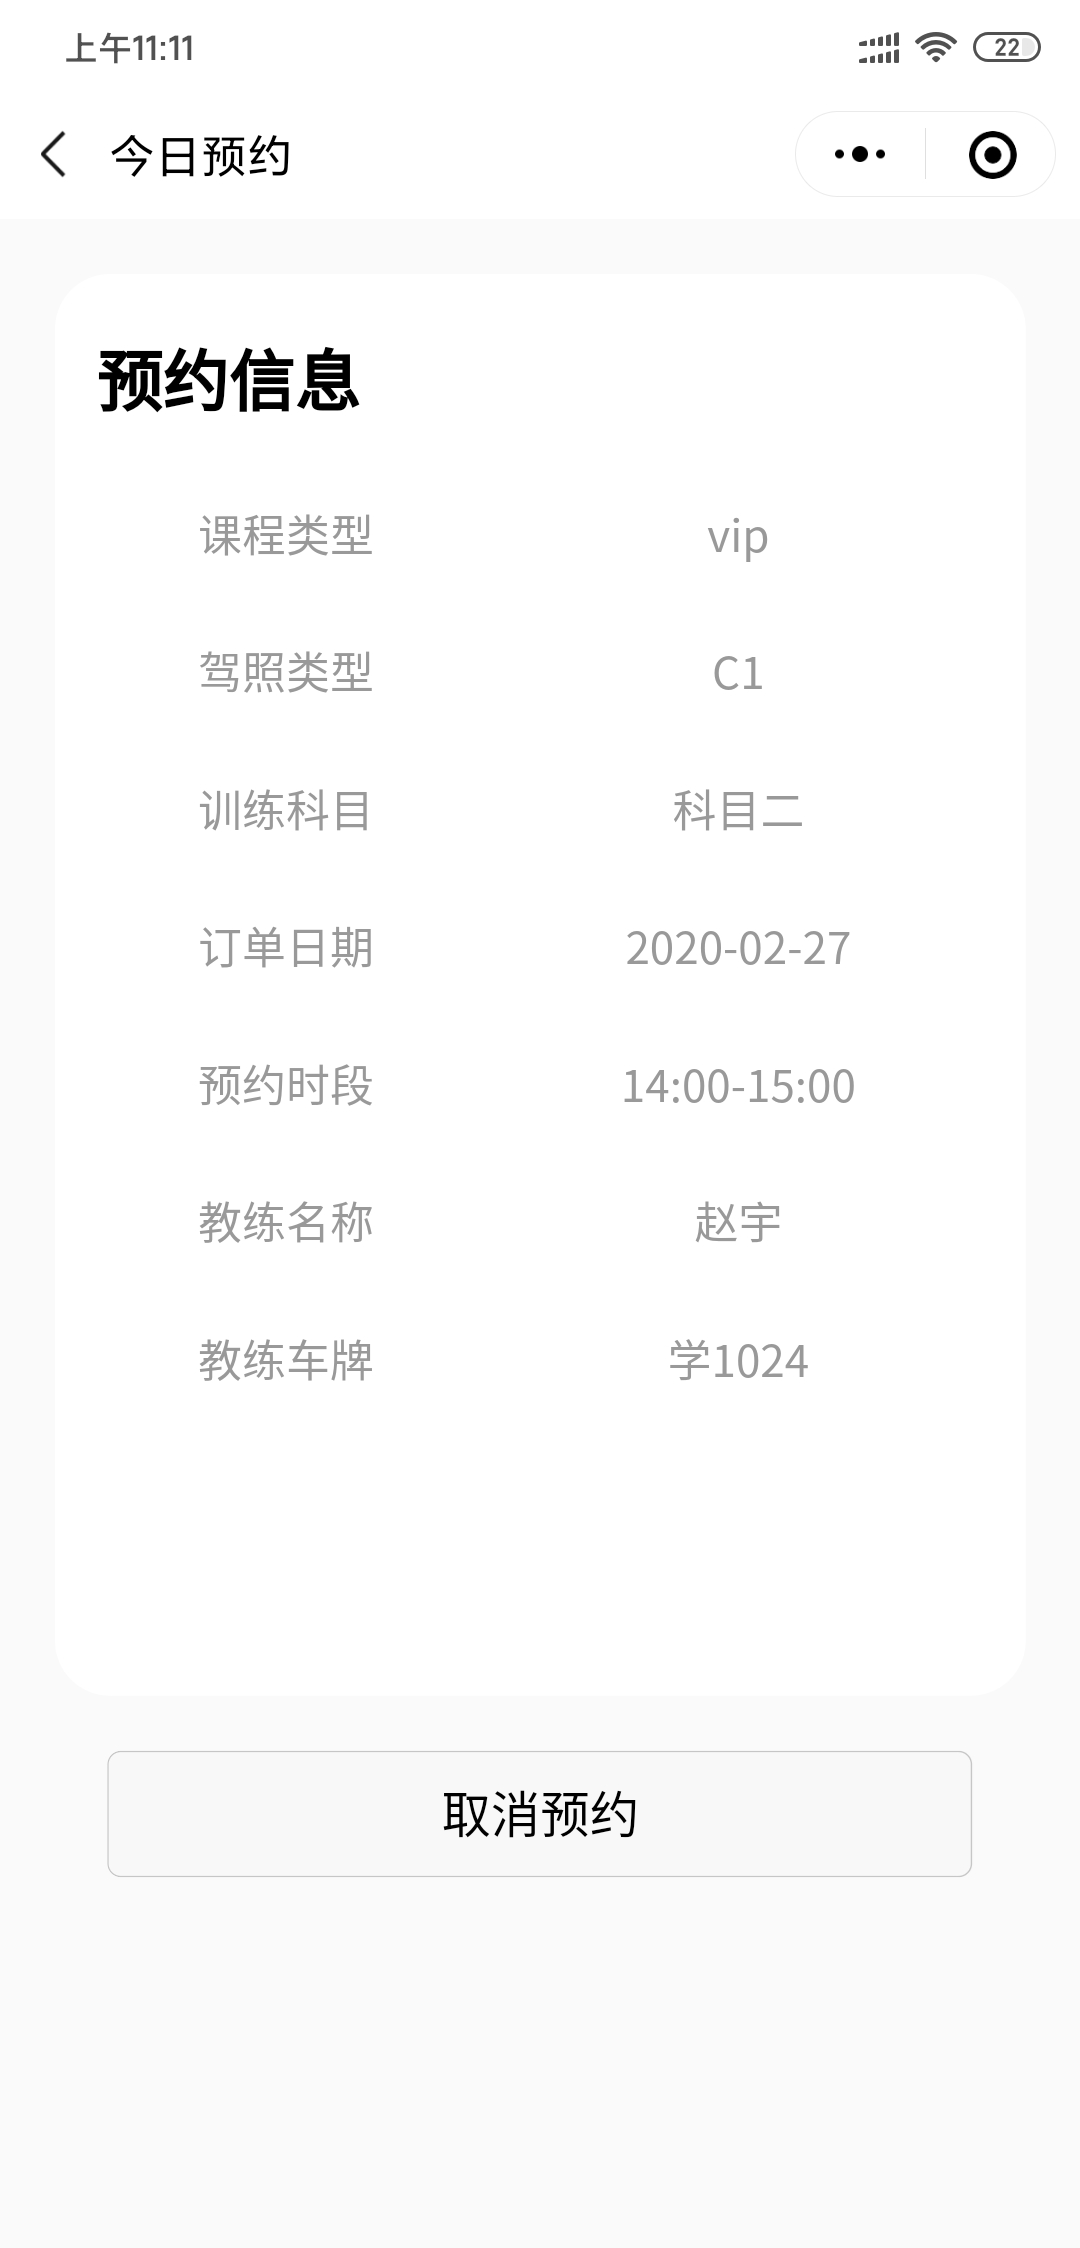 上午11:11
22
今日预约
预约信息
课程类型 vip
驾照类型 C1
训练科目 科目二
订单日期 2020-02-27
预约时段 14:00-15:00
教练名称 赵宇
教练车牌 学1024
取消预约